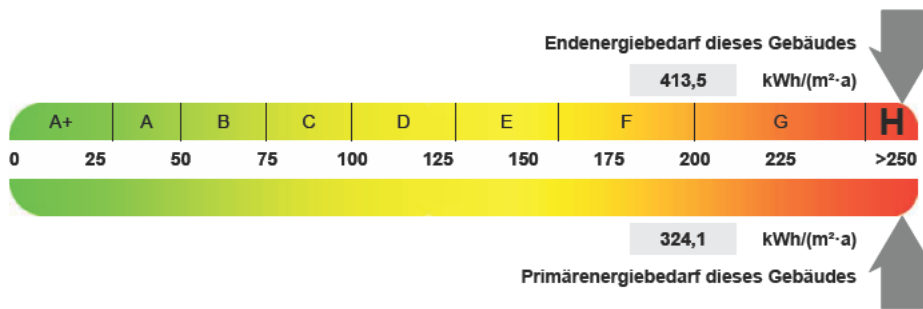 Endenergiebedarf dieses Gebäudes
413,5 kWh/(m²·a)
A+ A B C D E F G H
0 25 50 75 100 125 150 175 200 225 >250
324,1 kWh/(m²·a)
Primärenergiebedarf dieses Gebäudes